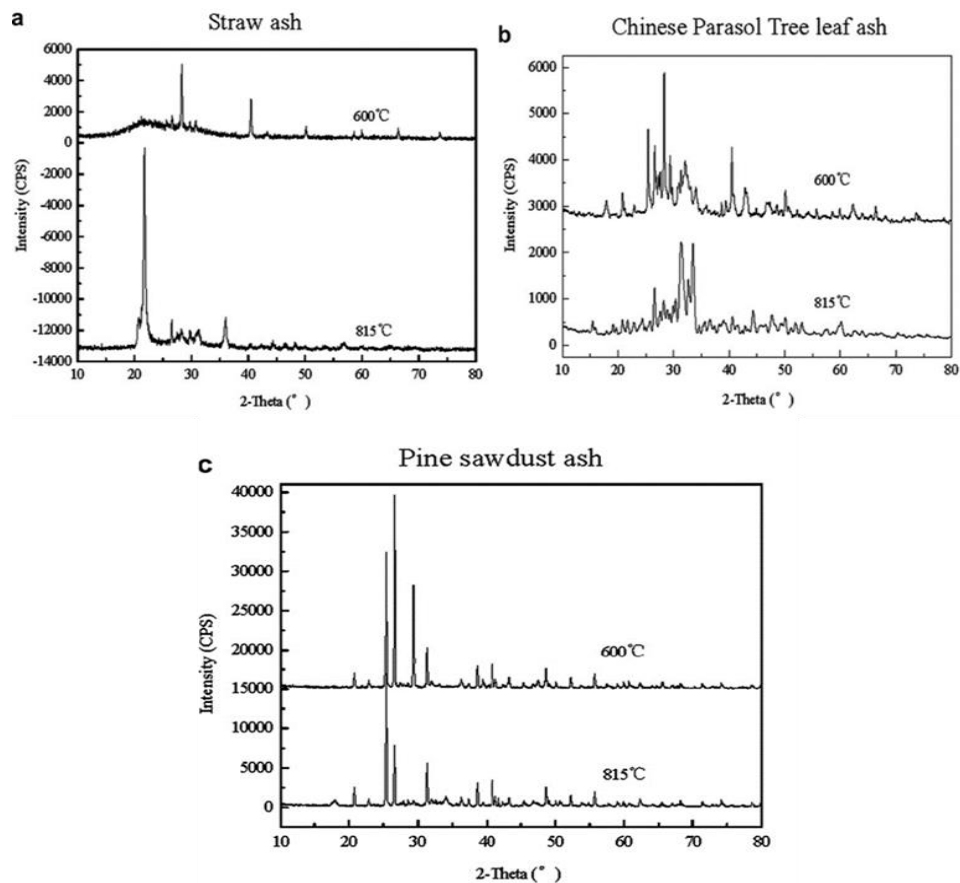 a
Straw ash
6000
4000
2000
0
-2000
-4000
-6000
-8000
-10000
-12000
-14000
Intensity (CPS)
600℃
815℃
10 20 30 40 50 60 70 80
2-Theta (°)
b
Chinese Parasol Tree leaf ash
6000
5000
4000
3000
2000
1000
0
Intensity (CPS)
600℃
815℃
10 20 30 40 50 60 70 80
2-Theta (°)
c
Pine sawdust ash
40000
35000
30000
25000
20000
15000
10000
5000
0
Intensity (CPS)
600℃
815℃
10 20 30 40 50 60 70 80
2-Theta (°)